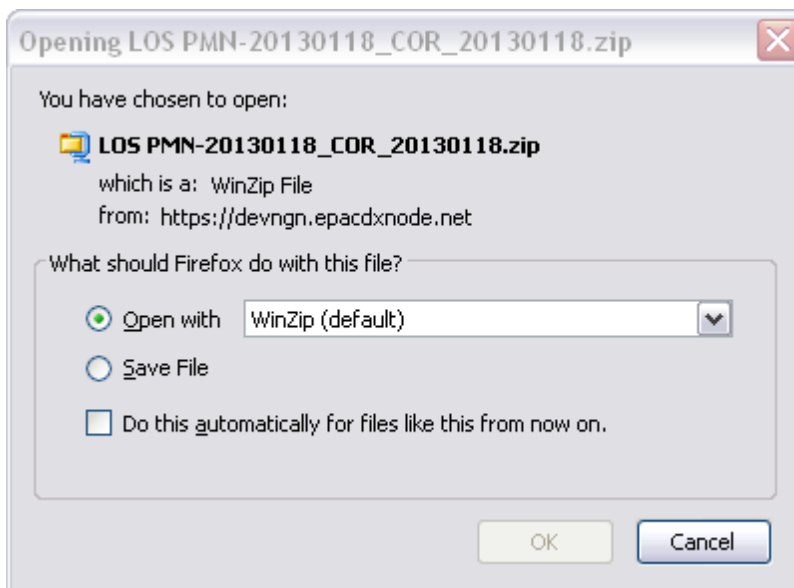 Opening LOS PMN-20130118_COR_20130118.zip
You have chosen to open:
LOS PMN-20130118_COR_20130118.zip
which is a: WinZip File
from: https://devngn.epacdxnode.net
What should Firefox do with this file?
Open with WinZip (default)
Save File
Do this automatically for files like this from now on.
OK Cancel